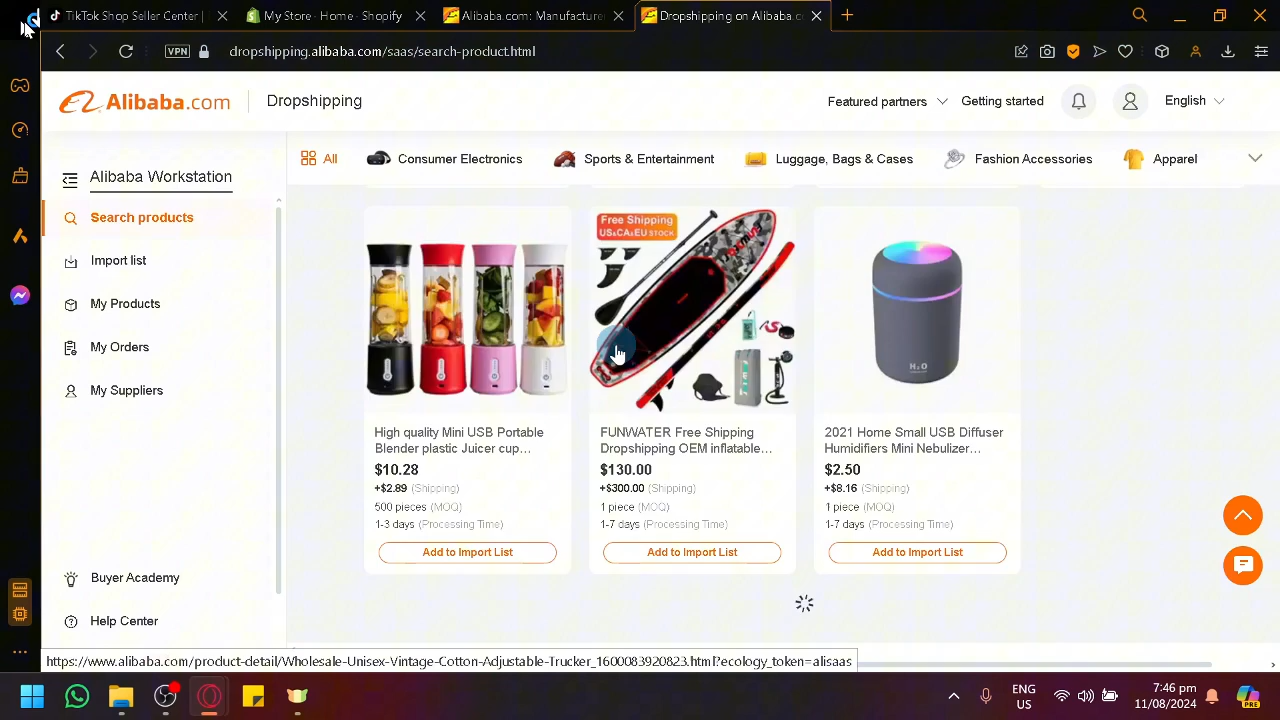 TikTok Shop Seller Center
My Store · Home · Shopify
Alibaba.com: Manufacture
Dropshipping on Alibaba.c
VPN
dropshipping.alibaba.com/saas/search-product.html
Alibaba.com
Dropshipping
Featured partners
Getting started
English
Alibaba Workstation
Search products
Import list
My Products
My Orders
My Suppliers
Buyer Academy
Help Center
All
Consumer Electronics
Sports & Entertainment
Luggage, Bags & Cases
Fashion Accessories
Apparel
High quality Mini USB Portable
Blender plastic Juicer cup...
$10.28
+$2.89 (Shipping)
500 pieces (MOQ)
1-3 days (Processing Time)
Add to Import List
Free Shipping
US&CA&EU STOCK
FUNWATER Free Shipping
Dropshipping OEM inflatable...
$130.00
+$300.00 (Shipping)
1 piece (MOQ)
1-7 days (Processing Time)
Add to Import List
H2O
2021 Home Small USB Diffuser
Humidifiers Mini Nebulizer...
$2.50
+$8.16 (Shipping)
1 piece (MOQ)
1-7 days (Processing Time)
Add to Import List
https://www.alibaba.com/product-detail/Wholesale-Unisex-Vintage-Cotton-Adjustable-Trucker_1600083920823.html?ecology_token=alisaas
ENG
US
7:46 pm
11/08/2024
PRE